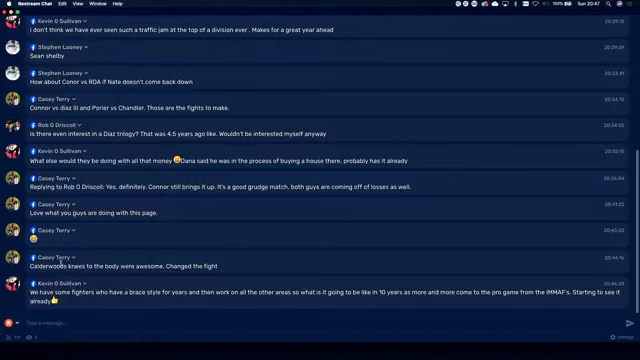 Restream Chat Edit View Window Help 100% Sun 20:47
Kevin O Sullivan 20:29:12
I don't think we have ever seen such a traffic jam at the top of a division ever . Makes for a great year ahead
Stephen Looney 20:29:29
Sean shelby
Stephen Looney 20:33:41
How about Conor vs RDA if Nate doesn't come back down
Casey Terry 20:34:15
Connor vs diaz III and Porier vs Chandler. Those are the fights to make.
Rob O Driscoll 20:34:55
Is there even interest in a Diaz trilogy? That was 4.5 years ago like. Wouldn't be interested myself anyway
Kevin O Sullivan 20:35:15
What else would they be doing with all that money 😀Dana said he was in the process of buying a house there, probably has it already
Casey Terry 20:36:04
Replying to Rob O Driscoll: Yes, definitely. Connor still brings it up. It's a good grudge match, both guys are coming off of losses as well.
Casey Terry 20:41:22
Love what you guys are doing with this page.
Casey Terry 20:45:02
😂
Casey Terry 20:46:16
Calderwoods knees to the body were awesome. Changed the fight
Kevin O Sullivan 20:46:28
We have some fighters who have a brace style for years and then work on all the other areas so what is it going to be like in 10 years as more and more come to the pro game from the IMMAF's. Starting to see it
already👍
Type a message...